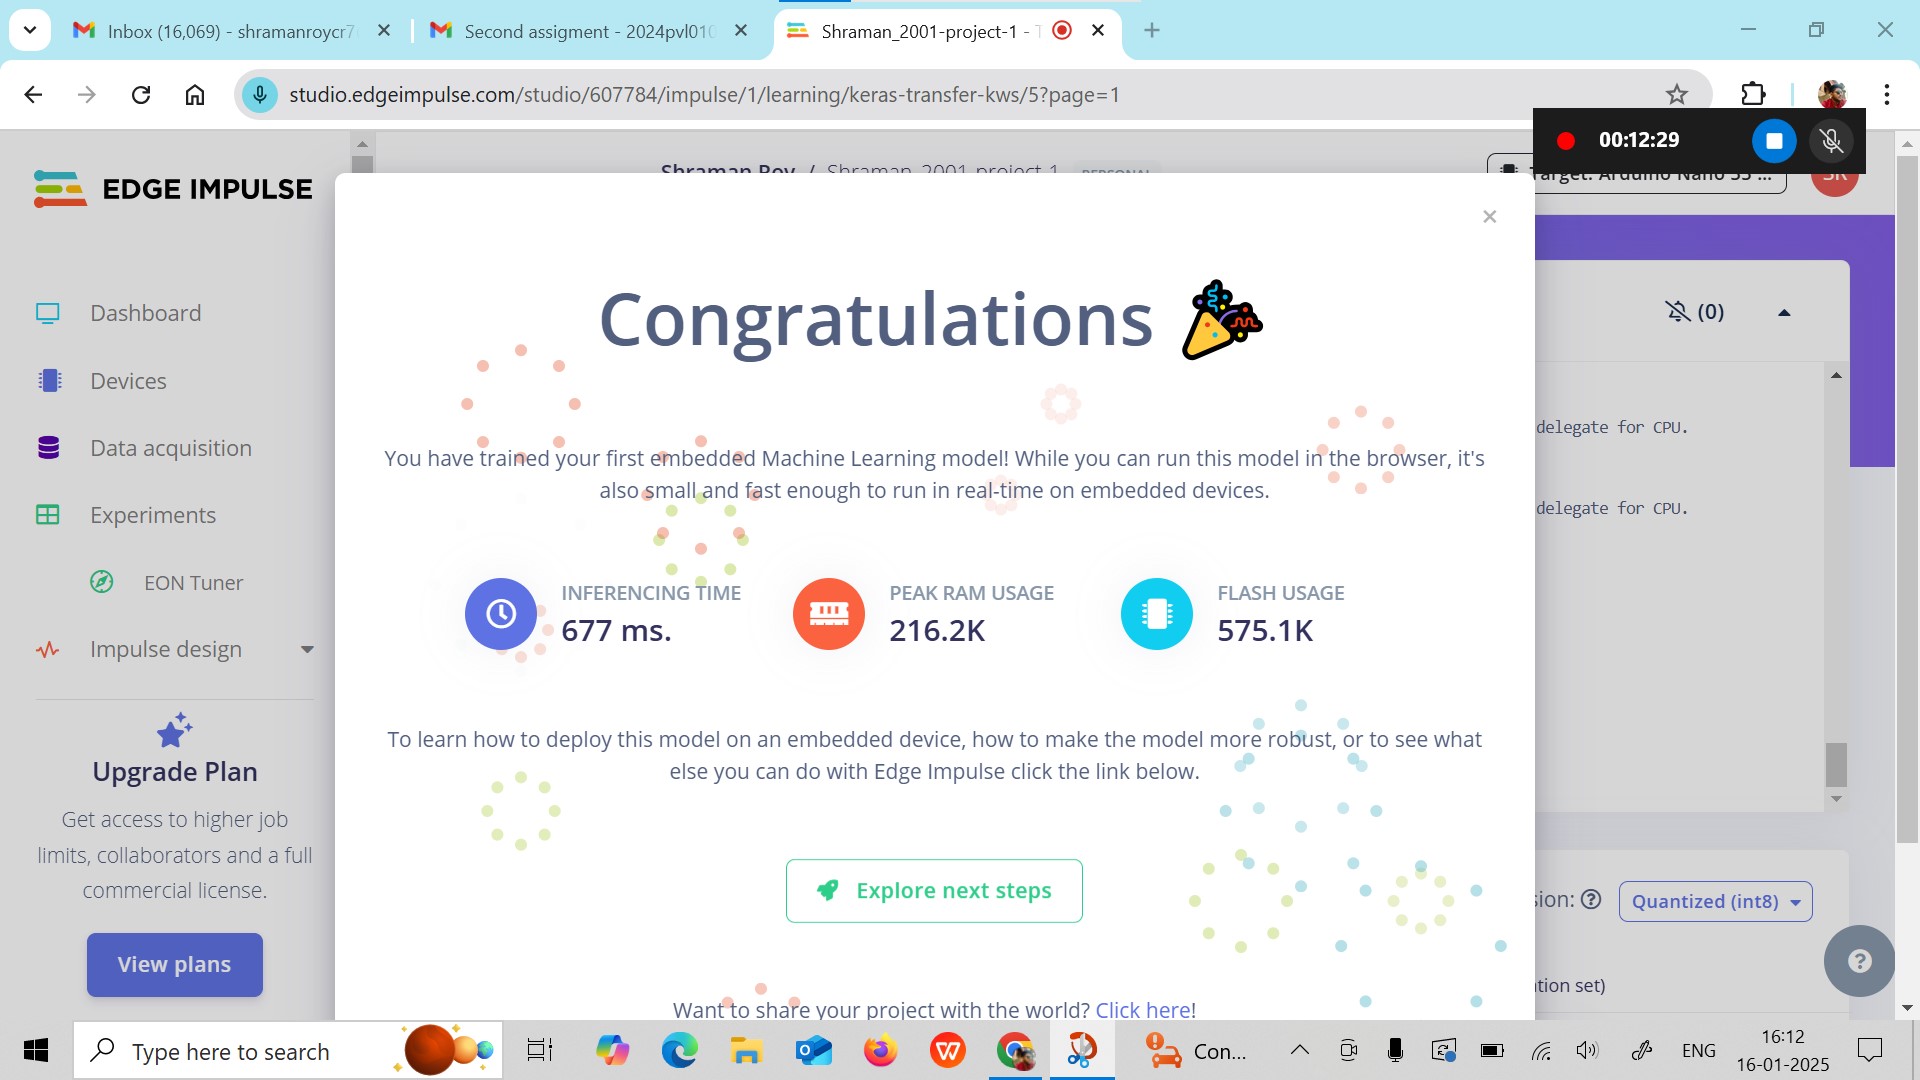 Inbox (16,069) - shramanroycr7
Second assigment - 2024pvl010
Shraman_2001-project-1 -
studio.edgeimpulse.com/studio/607784/impulse/1/learning/keras-transfer-kws/5?page=1
00:12:29
EDGE IMPULSE
Shraman Roy / Shraman_2001-project-1 PERSONAL
Target: Arduino Nano 33 ...
SR
Dashboard
Devices
Data acquisition
Experiments
EON Tuner
Impulse design
Upgrade Plan
Get access to higher job
limits, collaborators and a full
commercial license.
View plans
Congratulations
You have trained your first embedded Machine Learning model! While you can run this model in the browser, it's
also small and fast enough to run in real-time on embedded devices.
INFERENCING TIME
677 ms.
PEAK RAM USAGE
216.2K
FLASH USAGE
575.1K
To learn how to deploy this model on an embedded device, how to make the model more robust, or to see what
else you can do with Edge Impulse click the link below.
Explore next steps
Want to share your project with the world? Click here!
(0)
delegate for CPU.
delegate for CPU.
sion:
Quantized (int8)
ation set)
Type here to search
Con...
ENG
16:12
16-01-2025